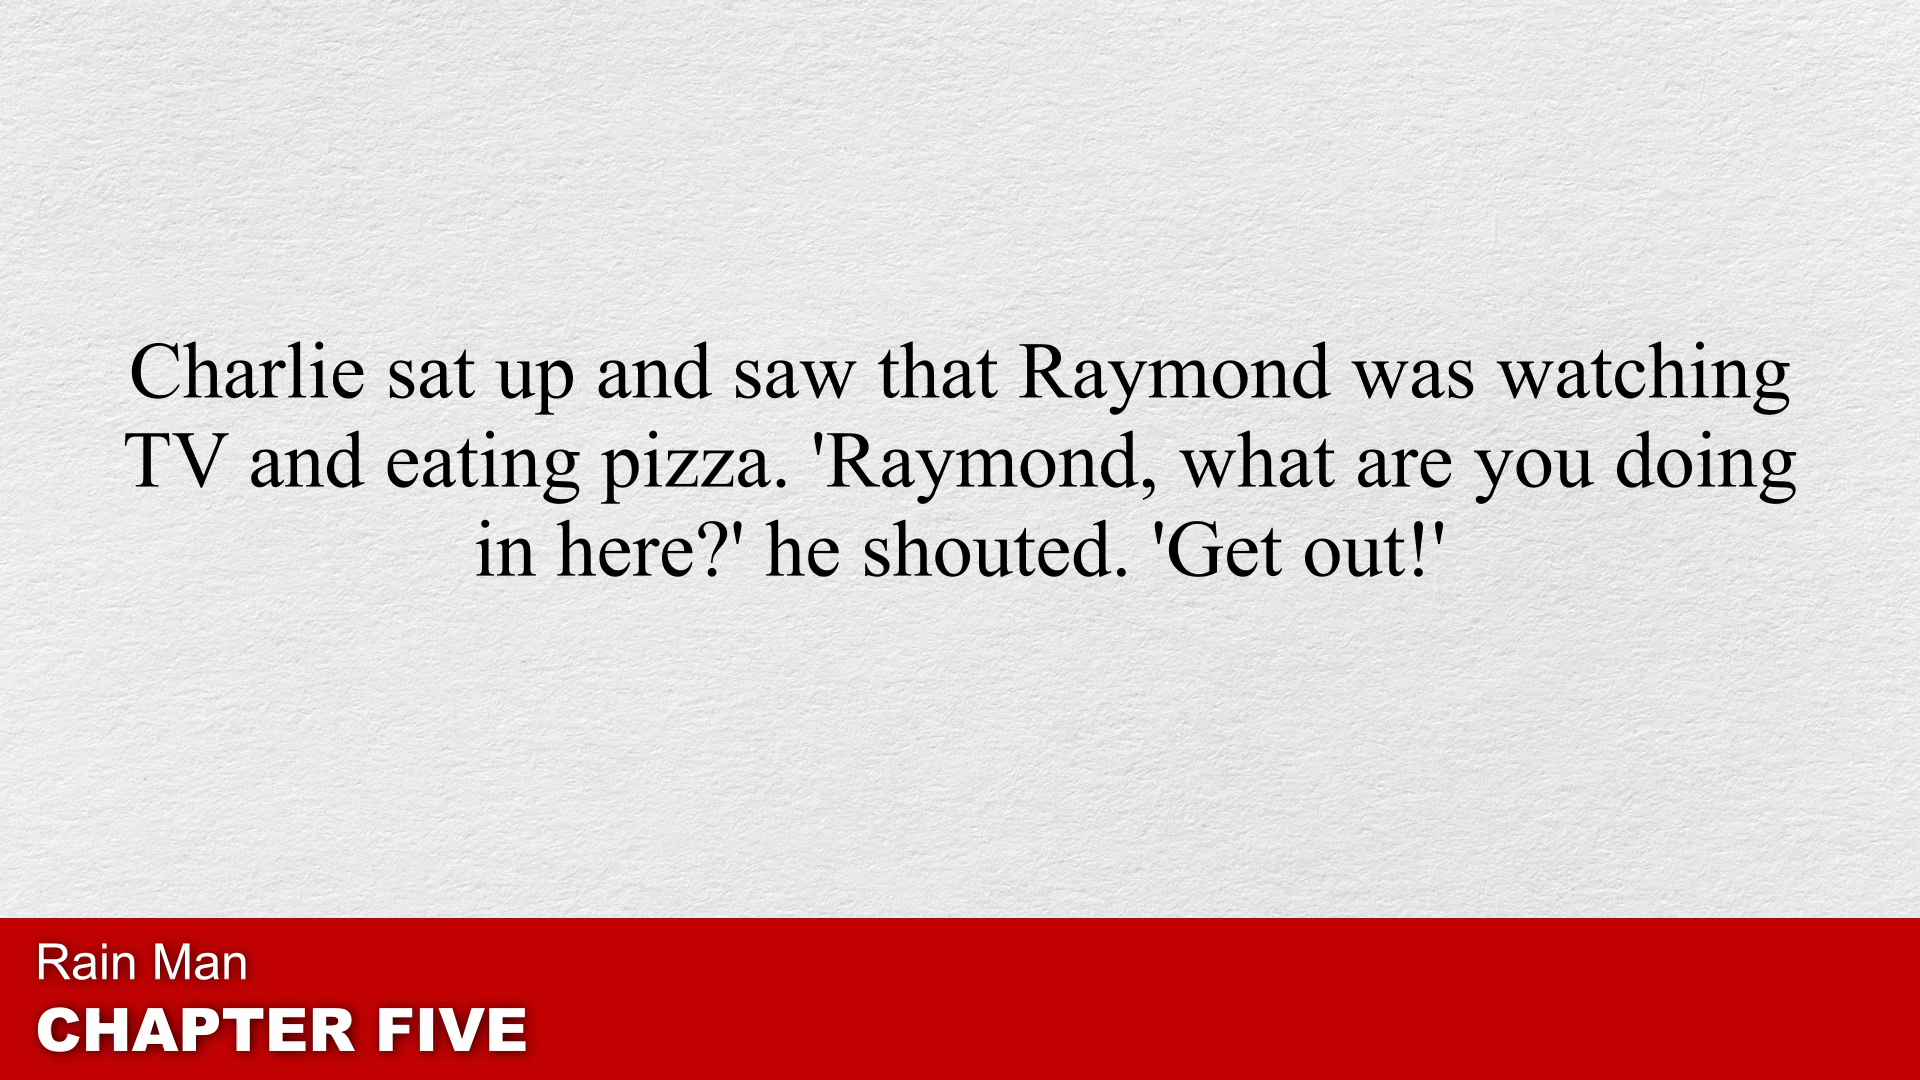 Charlie sat up and saw that Raymond was watching
TV and eating pizza. 'Raymond, what are you doing
in here?' he shouted. 'Get out!'
Rain Man
CHAPTER FIVE